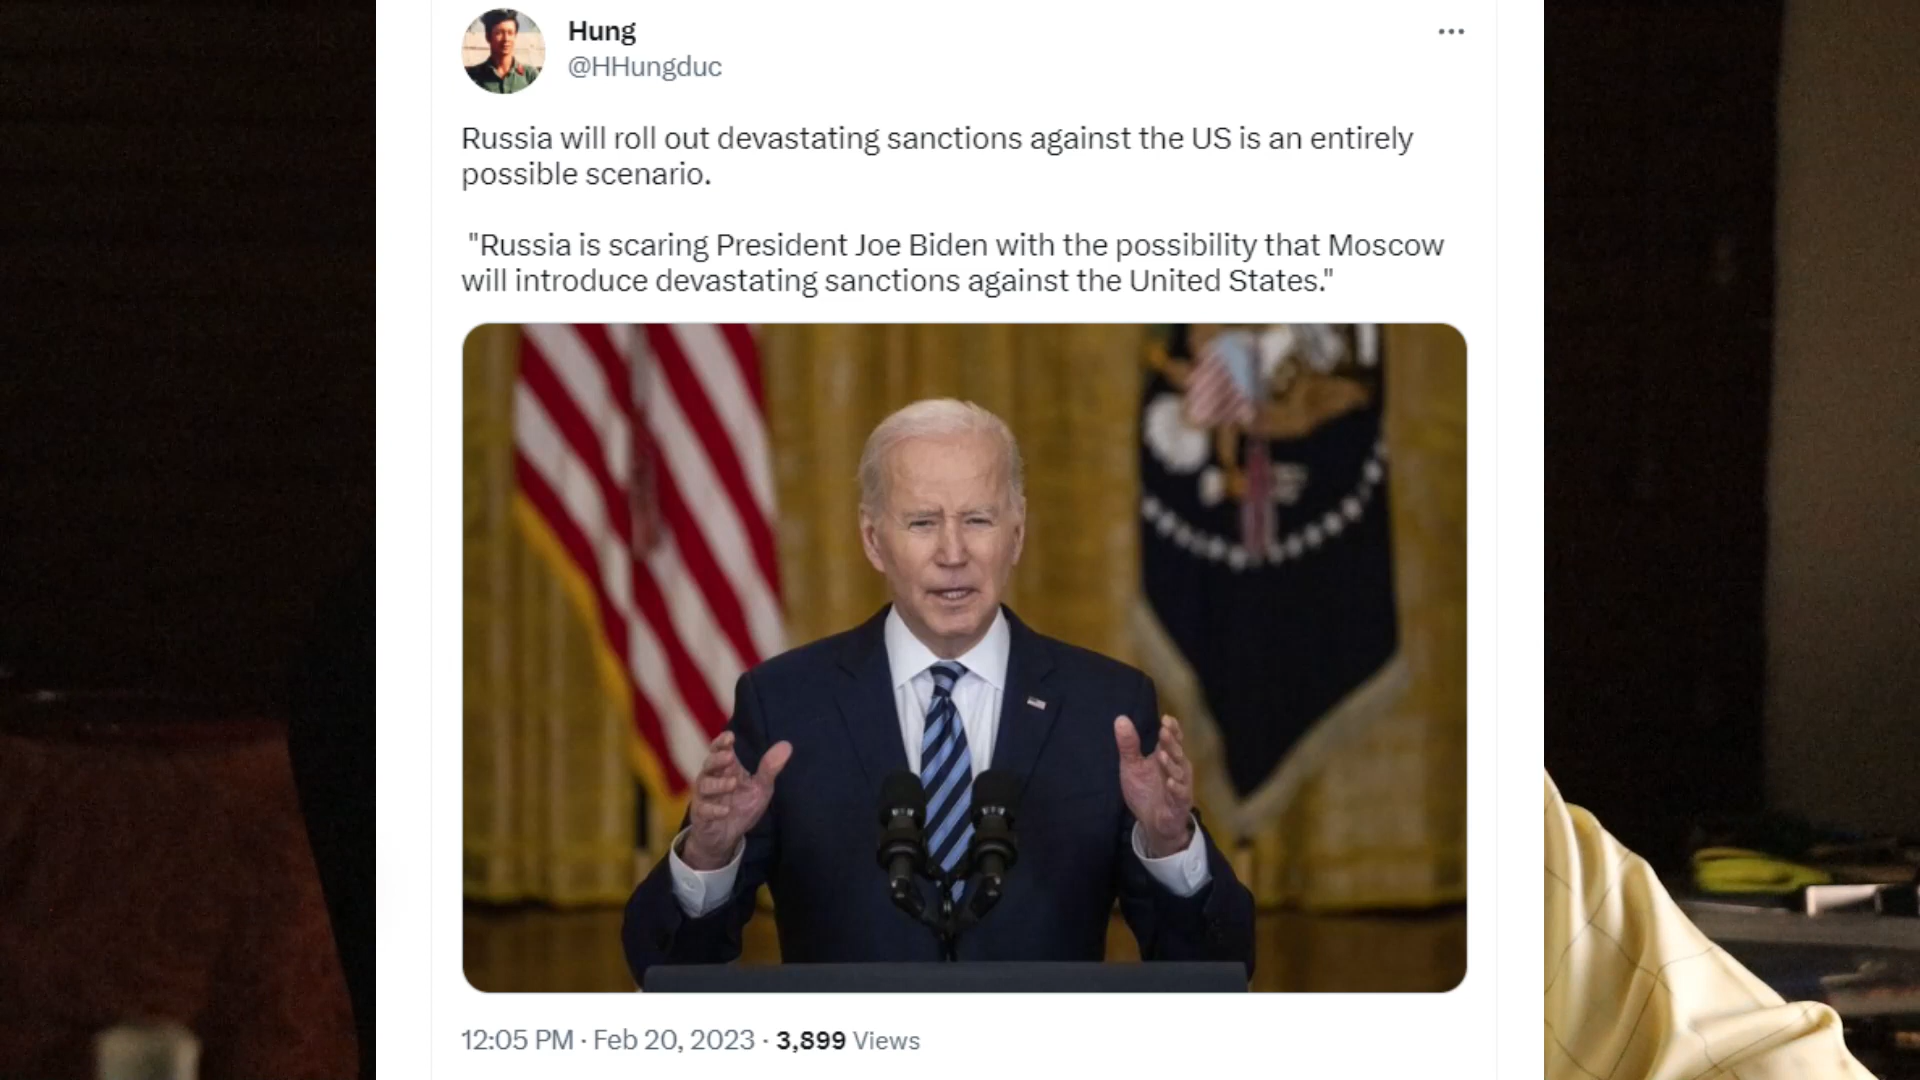 Hung
@HHungduc
Russia will roll out devastating sanctions against the US is an entirely
possible scenario.
"Russia is scaring President Joe Biden with the possibility that Moscow
will introduce devastating sanctions against the United States."
12:05 PM · Feb 20, 2023 · 3,899 Views